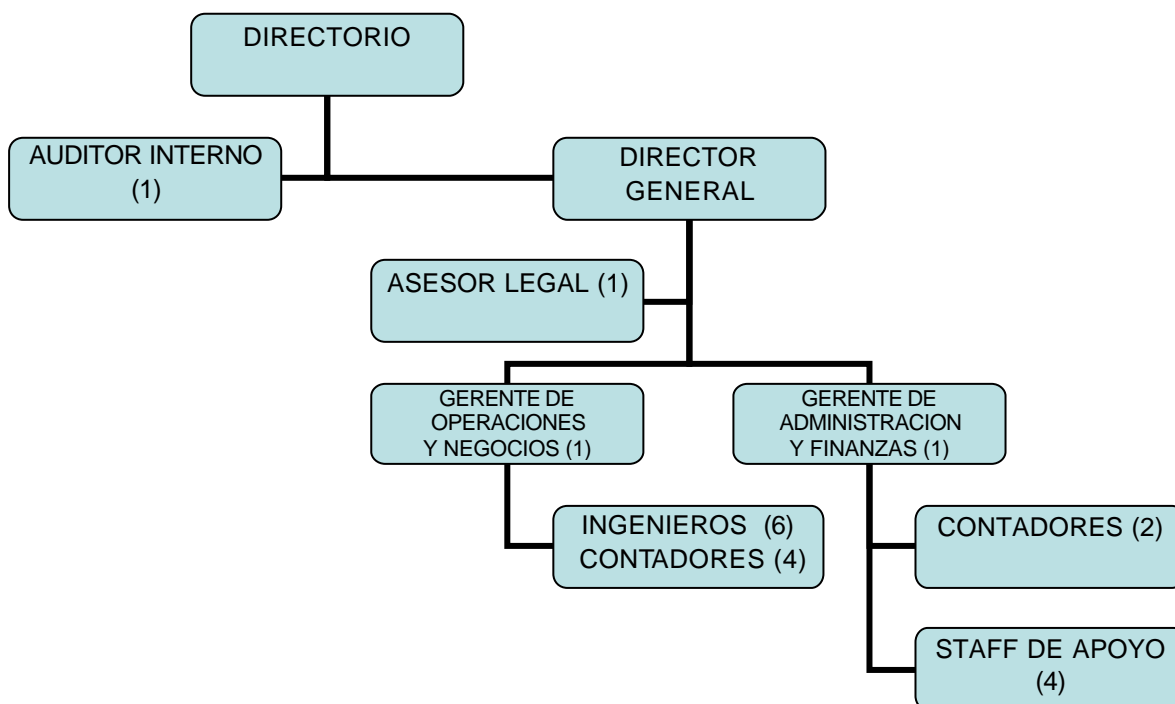 DIRECTORIO
AUDITOR INTERNO
(1)
DIRECTOR
GENERAL
ASESOR LEGAL (1)
GERENTE DE
OPERACIONES
Y NEGOCIOS (1)
GERENTE DE
ADMINISTRACION
Y FINANZAS (1)
INGENIEROS (6)
CONTADORES (4)
CONTADORES (2)
STAFF DE APOYO
(4)